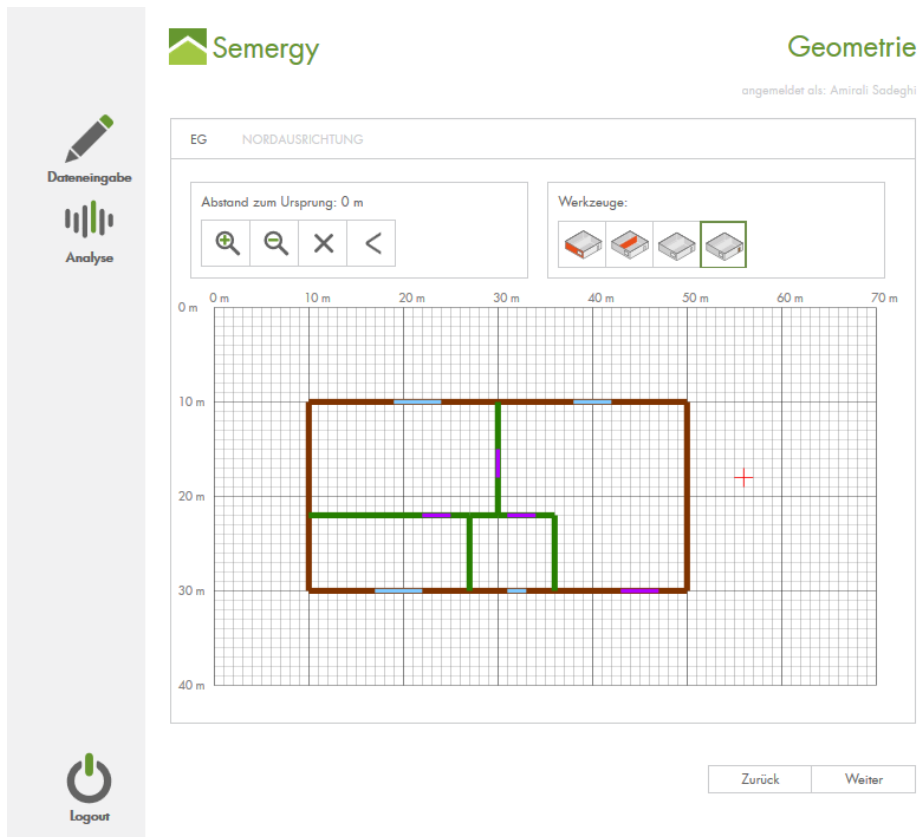 Semergy
Geometrie
angemeldet als: Amirali Sadeghi
Dateneingabe
Analyse
EG NORDAUSRICHTUNG
Abstand zum Ursprung: 0 m
Werkzeuge:
0 m 10 m 20 m 30 m 40 m 50 m 60 m 70 m
0 m
10 m
20 m
30 m
40 m
Zurück Weiter
Logout